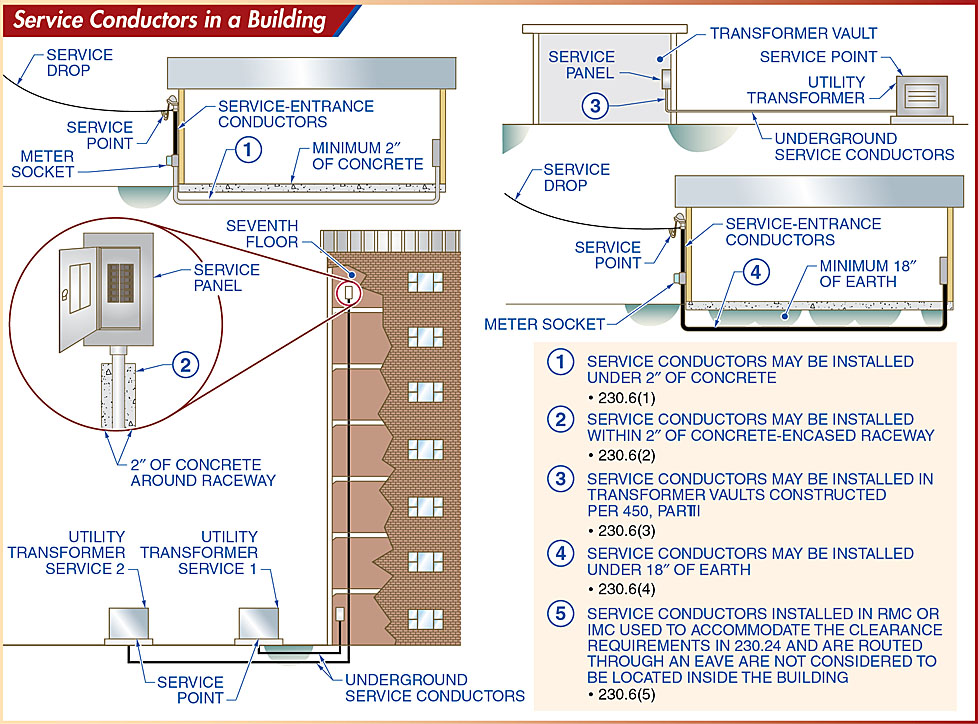 Service Conductors in a Building
SERVICE
DROP
SERVICE
POINT
METER
SOCKET
SERVICE-ENTRANCE
CONDUCTORS
1
MINIMUM 2″
OF CONCRETE
TRANSFORMER VAULT
SERVICE
PANEL
3
SERVICE POINT
UTILITY
TRANSFORMER
UNDERGROUND
SERVICE CONDUCTORS
SERVICE
DROP
SERVICE
POINT
METER SOCKET
SERVICE-ENTRANCE
CONDUCTORS
4
MINIMUM 18″
OF EARTH
SEVENTH
FLOOR
SERVICE
PANEL
2
2″ OF CONCRETE
AROUND RACEWAY
UTILITY
TRANSFORMER
SERVICE 2
UTILITY
TRANSFORMER
SERVICE 1
SERVICE
POINT
UNDERGROUND
SERVICE CONDUCTORS
1 SERVICE CONDUCTORS MAY BE INSTALLED
UNDER 2″ OF CONCRETE
• 230.6(1)
2 SERVICE CONDUCTORS MAY BE INSTALLED
WITHIN 2″ OF CONCRETE-ENCASED RACEWAY
• 230.6(2)
3 SERVICE CONDUCTORS MAY BE INSTALLED IN
TRANSFORMER VAULTS CONSTRUCTED
PER 450, PART III
• 230.6(3)
4 SERVICE CONDUCTORS MAY BE INSTALLED
UNDER 18″ OF EARTH
• 230.6(4)
5 SERVICE CONDUCTORS INSTALLED IN RMC OR
IMC USED TO ACCOMMODATE THE CLEARANCE
REQUIREMENTS IN 230.24 AND ARE ROUTED
THROUGH AN EAVE ARE NOT CONSIDERED TO
BE LOCATED INSIDE THE BUILDING
• 230.6(5)